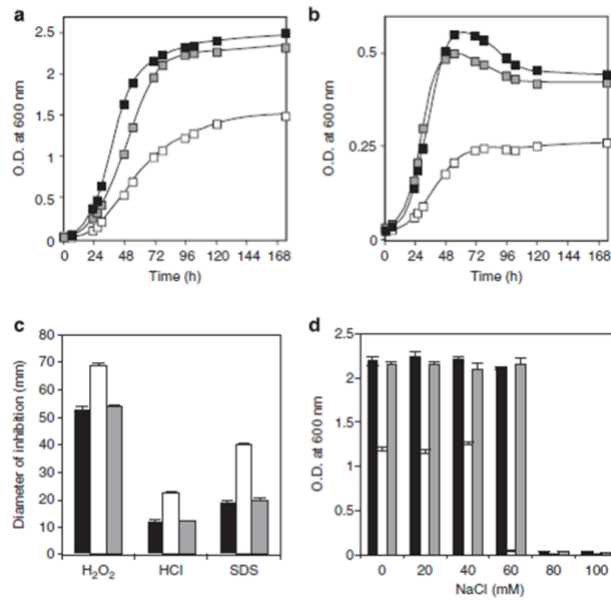 a
2.5
2
1.5
1
0.5
0
O.D. at 600 nm
0 24 48 72 96 120 144 168
Time (h)
b
0.5
0.25
0
O.D. at 600 nm
0 24 48 72 96 120 144 168
Time (h)
c
80
70
60
50
40
30
20
10
0
Diameter of inhibition (mm)
H₂O₂ HCl SDS
d
2.5
2
1.5
1
0.5
0
O.D. at 600 nm
0 20 40 60 80 100
NaCl (mM)